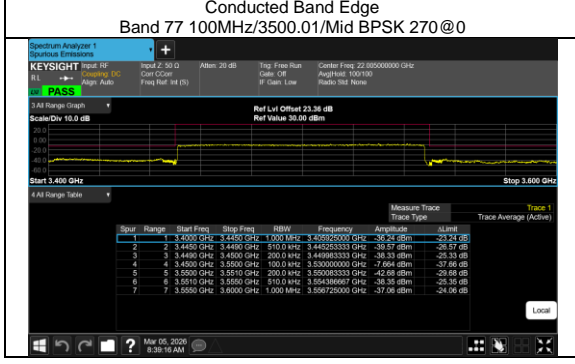 Conducted Band Edge
Band 77 100MHz/3500.01/Mid BPSK 270@0
Spectrum Analyzer 1
Spurious Emissions
KEYSIGHT Input: RF Input Z: 50 Ω Atten: 20 dB Trig: Free Run Center Freq: 22.005000000 GHz
R L Coupling: DC Corr CCorr Gate: Off Avg|Hold: 100/100
Align: Auto Freq Ref: Int (S) IF Gain: Low Radio Std: None
PASS
3 All Range Graph
Ref Lvl Offset 23.36 dB
Scale/Div 10.0 dB Ref Value 30.00 dBm
20.0
0.00
-20.0
-40.0
-60.0
Start 3.400 GHz Stop 3.600 GHz
4 All Range Table
Measure Trace Trace 1
Trace Type Trace Average (Active)
Spur Range Start Freq Stop Freq RBW Frequency Amplitude ΔLimit
1 1 3.4000 GHz 3.4450 GHz 1.000 MHz 3.405925000 GHz -36.24 dBm -23.24 dB
2 2 3.4450 GHz 3.4490 GHz 510.0 kHz 3.445253333 GHz -39.57 dBm -26.57 dB
3 3 3.4490 GHz 3.4500 GHz 200.0 kHz 3.449983333 GHz -38.33 dBm -25.33 dB
4 4 3.4500 GHz 3.5500 GHz 100.0 kHz 3.530000000 GHz -7.664 dBm -37.66 dB
5 5 3.5500 GHz 3.5510 GHz 200.0 kHz 3.550083333 GHz -42.68 dBm -29.68 dB
6 6 3.5510 GHz 3.5550 GHz 510.0 kHz 3.554386667 GHz -38.35 dBm -25.35 dB
7 7 3.5550 GHz 3.6000 GHz 1.000 MHz 3.556725000 GHz -37.06 dBm -24.06 dB
Local
Mar 05, 2026
8:39:16 AM